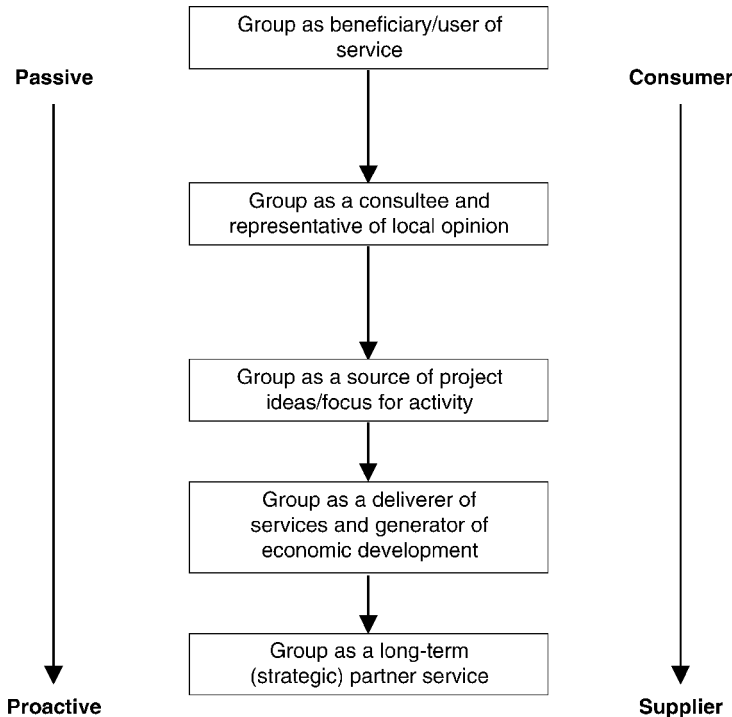 Group as beneficiary/user of
service
Passive
Consumer
Group as a consultee and
representative of local opinion
Group as a source of project
ideas/focus for activity
Group as a deliverer of
services and generator of
economic development
Group as a long-term
(strategic) partner service
Proactive
Supplier